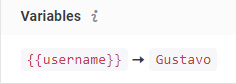 Variables i
{{username}} → Gustavo